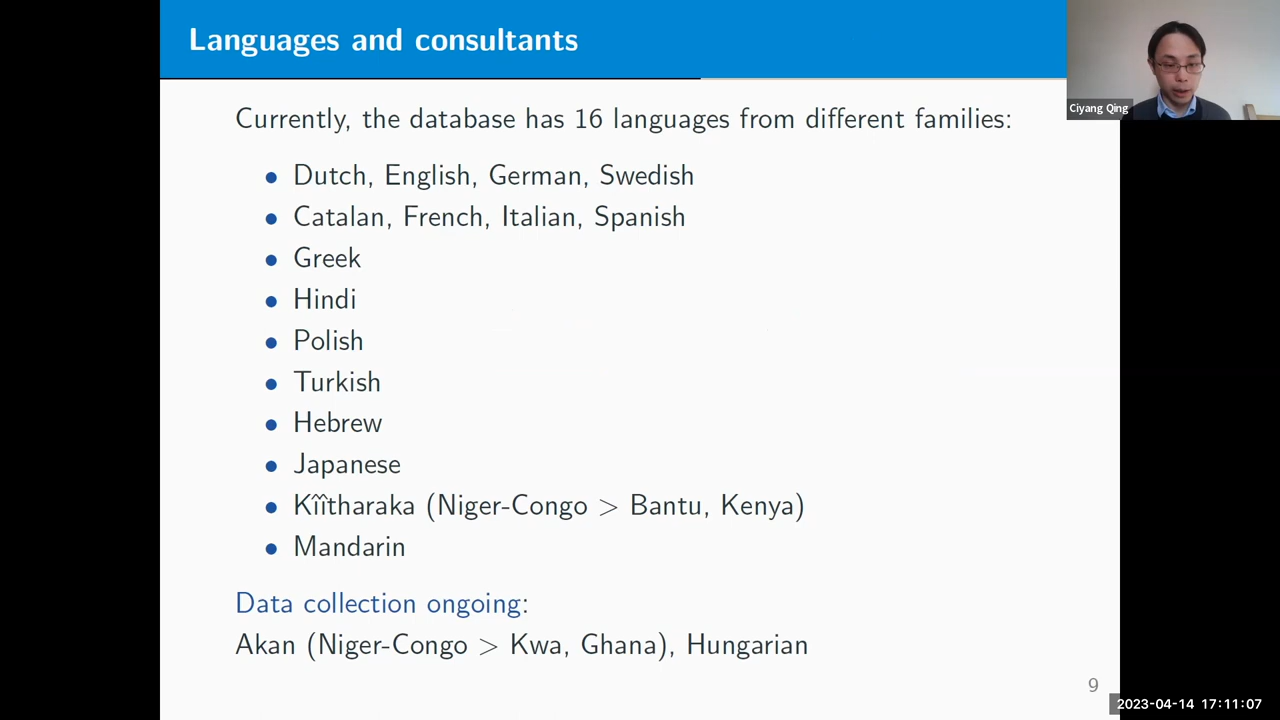 Languages and consultants
Ciyang Qing
Currently, the database has 16 languages from different families:
• Dutch, English, German, Swedish
• Catalan, French, Italian, Spanish
• Greek
• Hindi
• Polish
• Turkish
• Hebrew
• Japanese
• Kîîtharaka (Niger-Congo > Bantu, Kenya)
• Mandarin
Data collection ongoing:
Akan (Niger-Congo > Kwa, Ghana), Hungarian
9
2023-04-14 17:11:07